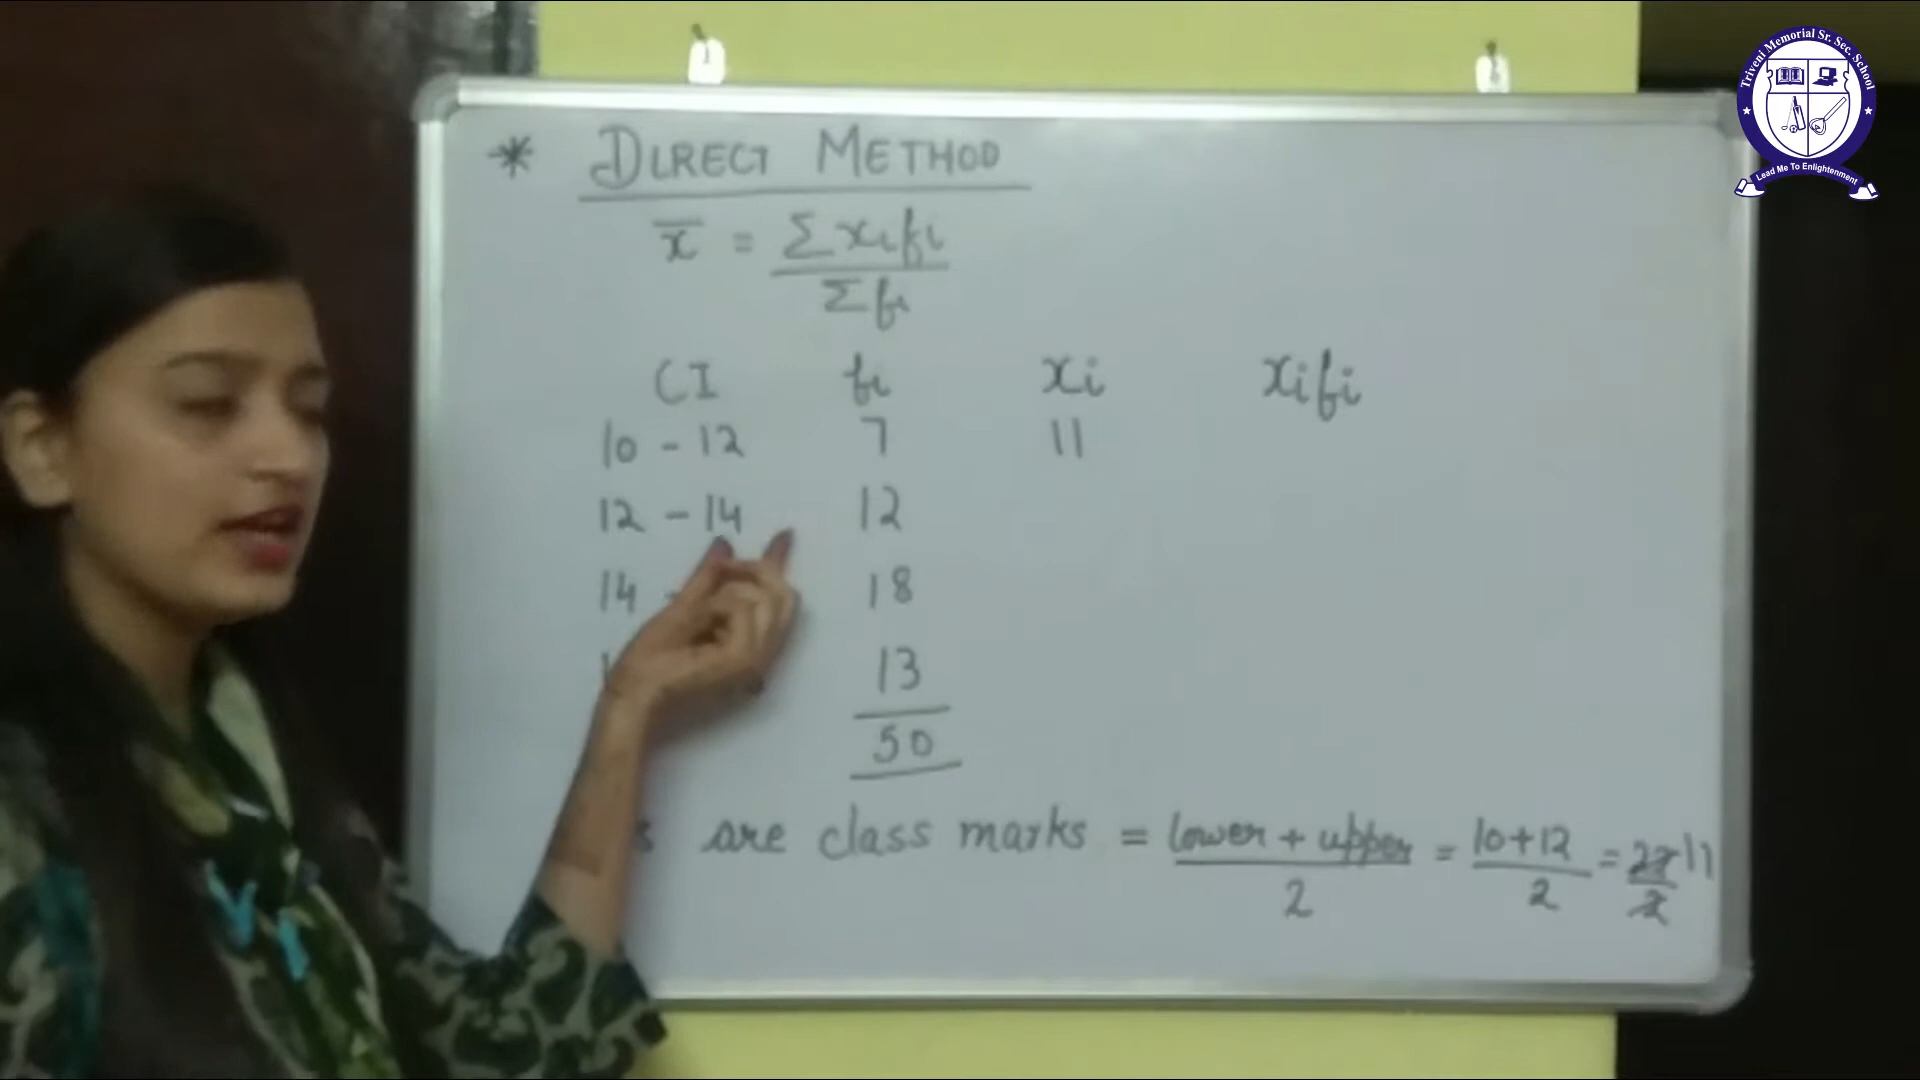 Triveni Memorial Sr. Sec. School
Lead Me To Enlightenment
* DIRECT METHOD
x̄ = Σxifi / Σfi
CI fi xi xifi
10 - 12 7 11
12 - 14 12
14 - 18
13
50
are class marks = lower + upper / 2 = 10+12 / 2 = 22 / 2 11